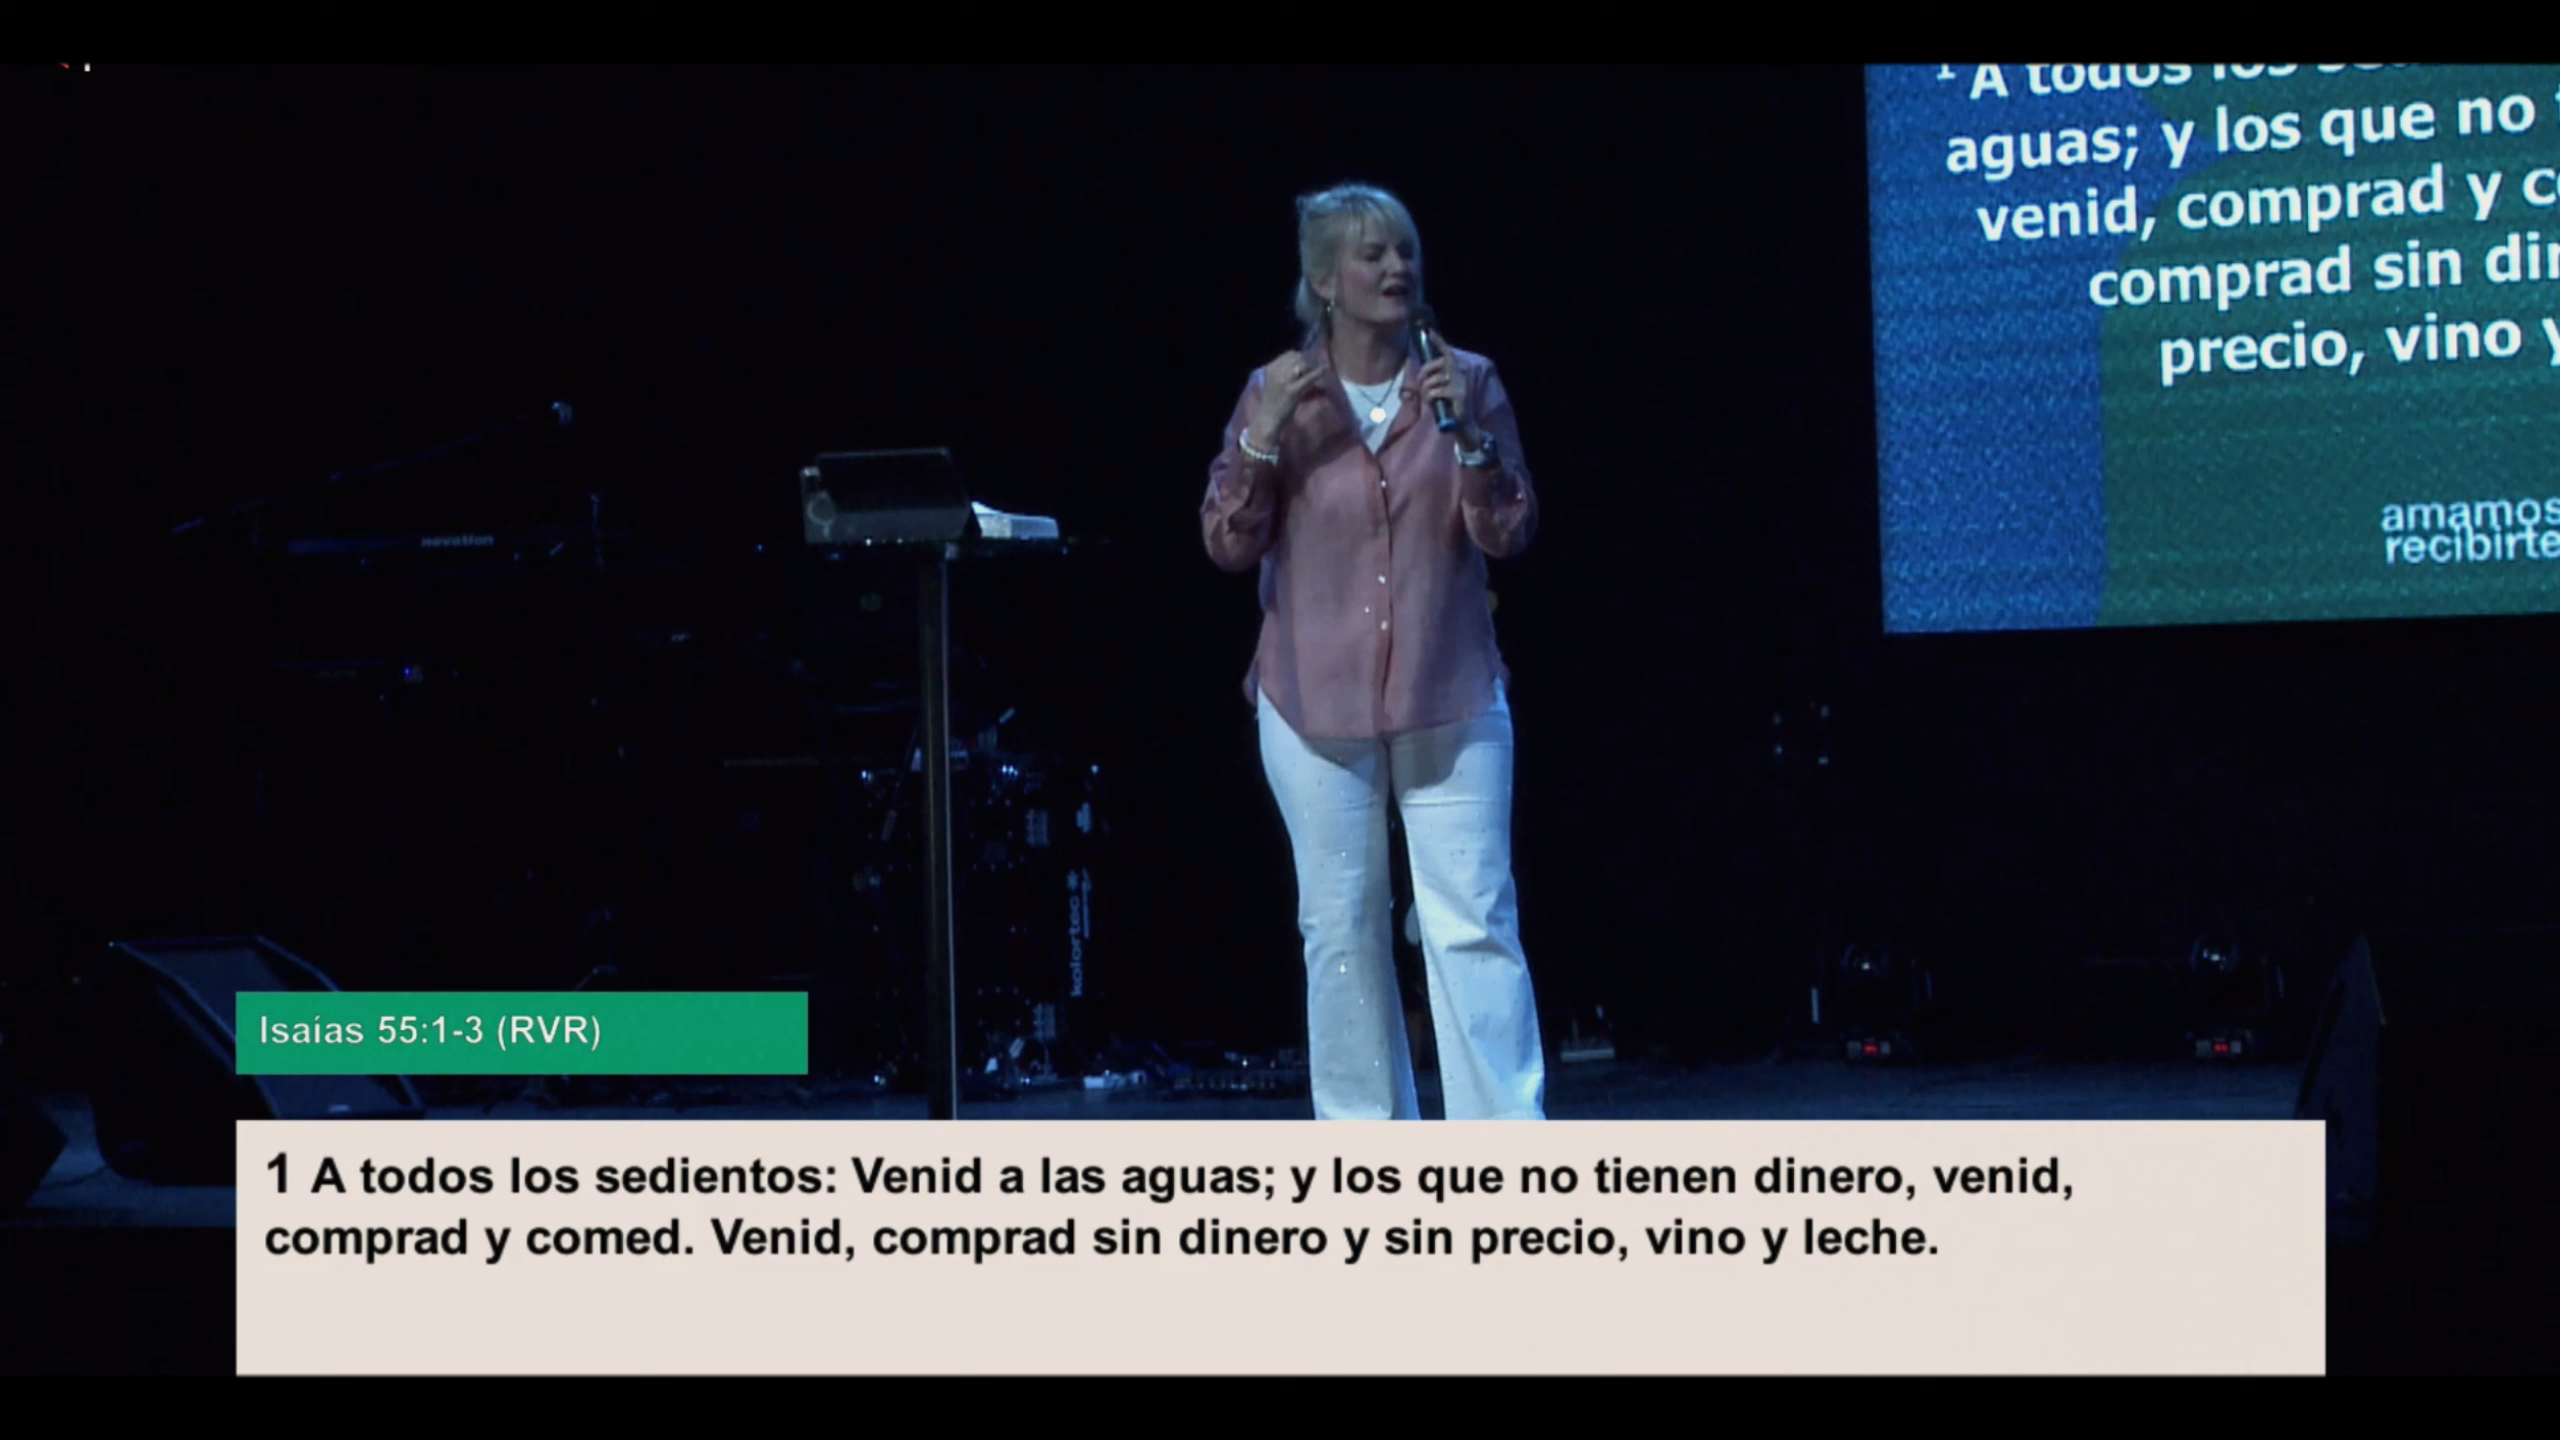 A todos los
aguas; y los que no
venid, comprad y
comprad sin
precio, vino y
amamos
recibirte
novation
kolortec
Isaías 55:1-3 (RVR)
1 A todos los sedientos: Venid a las aguas; y los que no tienen dinero, venid,
comprad y comed. Venid, comprad sin dinero y sin precio, vino y leche.